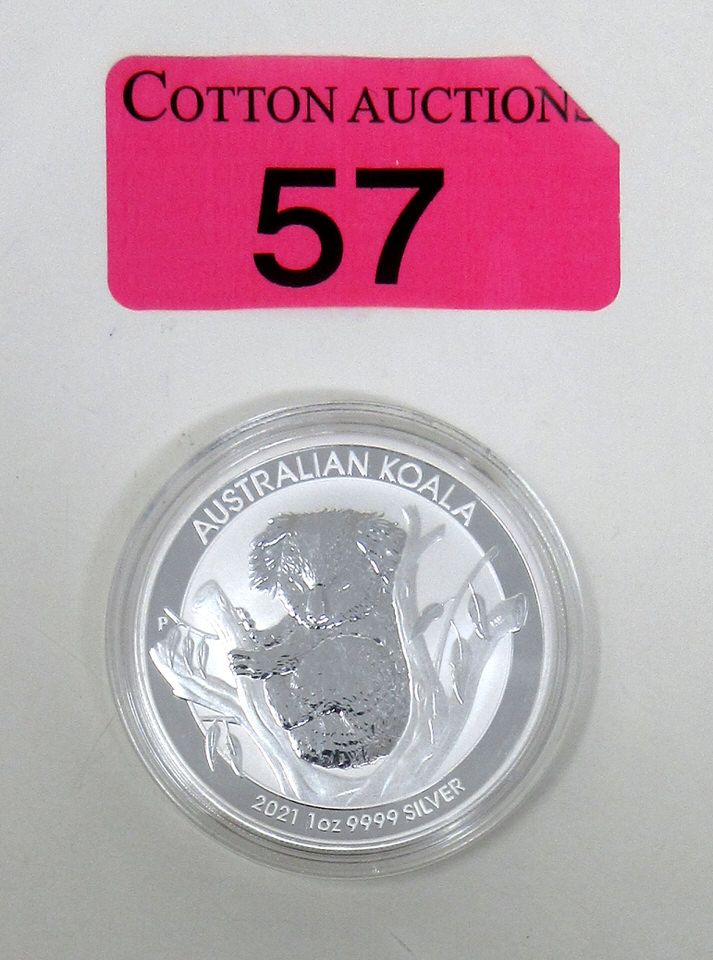 COTTON AUCTIONS
57
AUSTRALIAN KOALA
P
2021 1oz 9999 SILVER